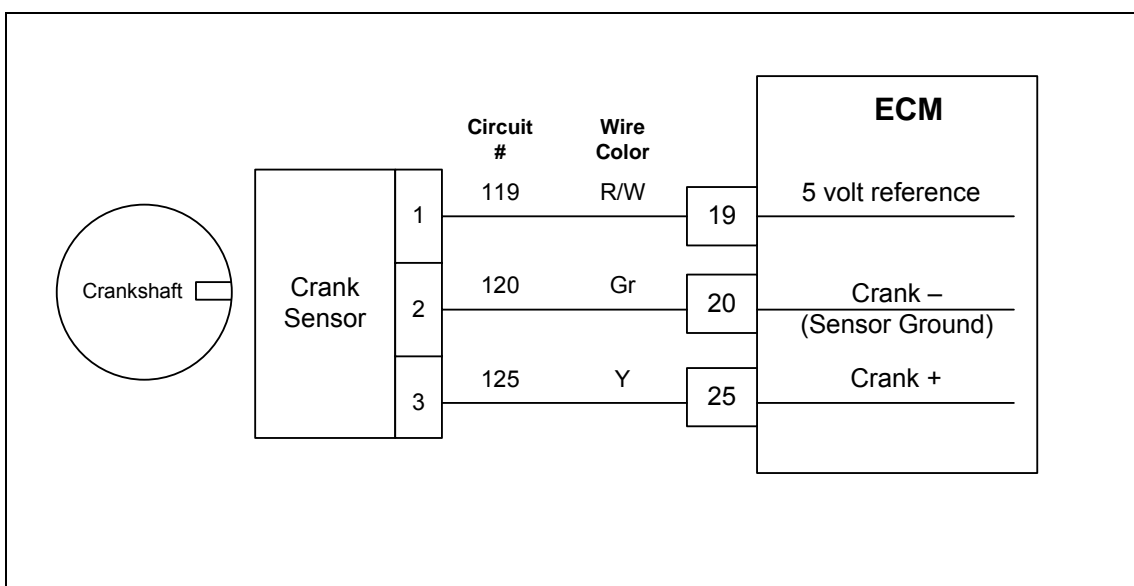 ECM
Circuit
#
Wire
Color
1
119
R/W
19
5 volt reference
Crankshaft
Crank
Sensor
2
120
Gr
20
Crank –
(Sensor Ground)
3
125
Y
25
Crank +